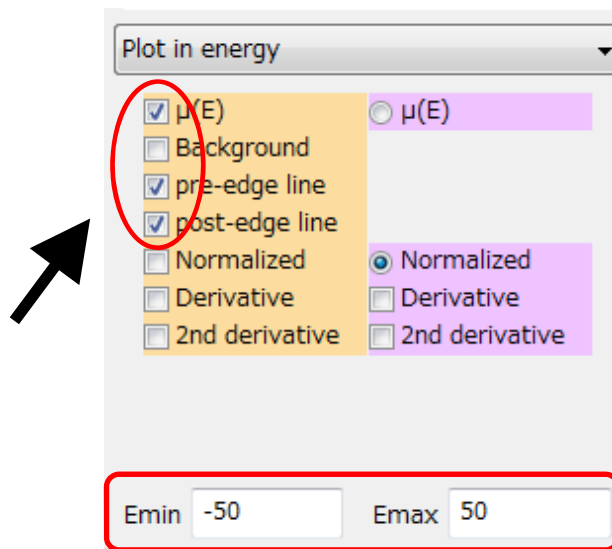 Plot in energy
μ(E) μ(E)
Background
pre-edge line
post-edge line
Normalized Normalized
Derivative Derivative
2nd derivative 2nd derivative
Emin -50 Emax 50